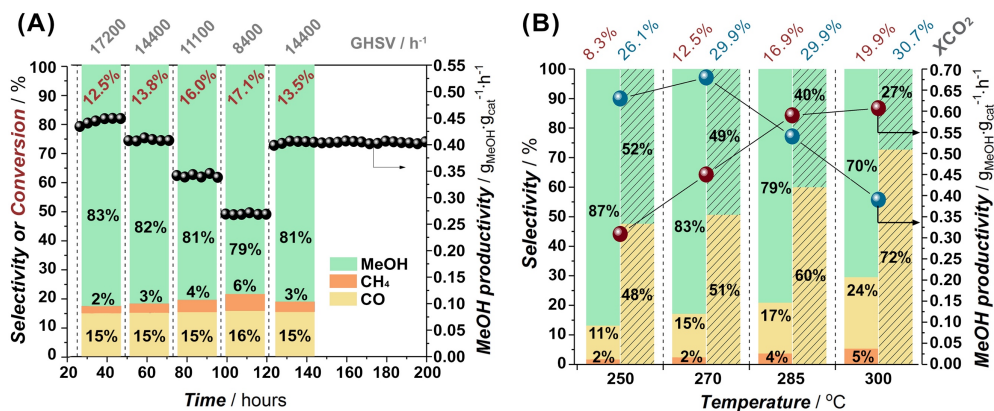 (A)
17200 14400 11100 8400 14400 GHSV / h⁻¹
12.5% 13.8% 16.0% 17.1% 13.5%
Selectivity or Conversion / %
100
90
80
70
60
50
40
30
20
10
0
83% 82% 81% 79% 81%
2% 3% 4% 6% 3%
15% 15% 15% 16% 15%
MeOH
CH₄
CO
0.55
0.50
0.45
0.40
0.35
0.30
0.25
0.20
0.15
0.10
0.05
0.00
MeOH productivity / gMeOH·gcat⁻¹·h⁻¹
20 40 60 80 100 120 140 160 180 200
Time / hours
(B)
8.3% 26.1% 12.5% 29.9% 16.9% 29.9% 19.9% 30.7% XCO₂
Selectivity / %
100
90
80
70
60
50
40
30
20
10
0
87% 52% 83% 49% 79% 40% 70% 27%
11% 48% 15% 51% 17% 60% 24% 72%
2% 2% 4% 5%
0.70
0.65
0.60
0.55
0.50
0.45
0.40
0.35
0.30
0.25
0.20
0.15
0.10
0.05
0.00
MeOH productivity / gMeOH·gcat⁻¹·h⁻¹
250 270 285 300
Temperature / °C